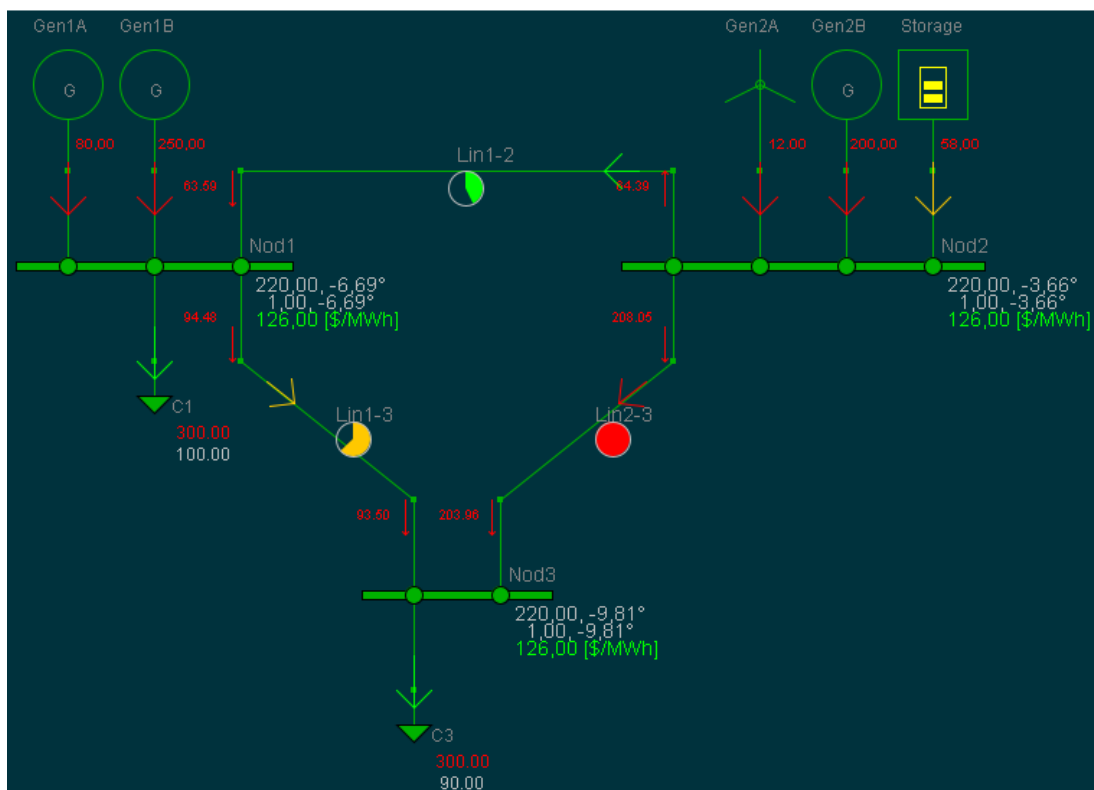 Gen1A Gen1B Gen2A Gen2B Storage
G G G
80,00 250,00 12.00 200,00 58,00
Lin1-2
63.59 64.39
Nod1 Nod2
220,00, -6,69° 220,00, -3,66°
1,00, -6,69° 1,00, -3,66°
126,00 [$/MWh] 126,00 [$/MWh]
94.48 208.05
C1 Lin1-3 Lin2-3
300.00
100.00
93.50 203.96
Nod3
220,00, -9,81°
1,00, -9,81°
126,00 [$/MWh]
C3
300.00
90.00